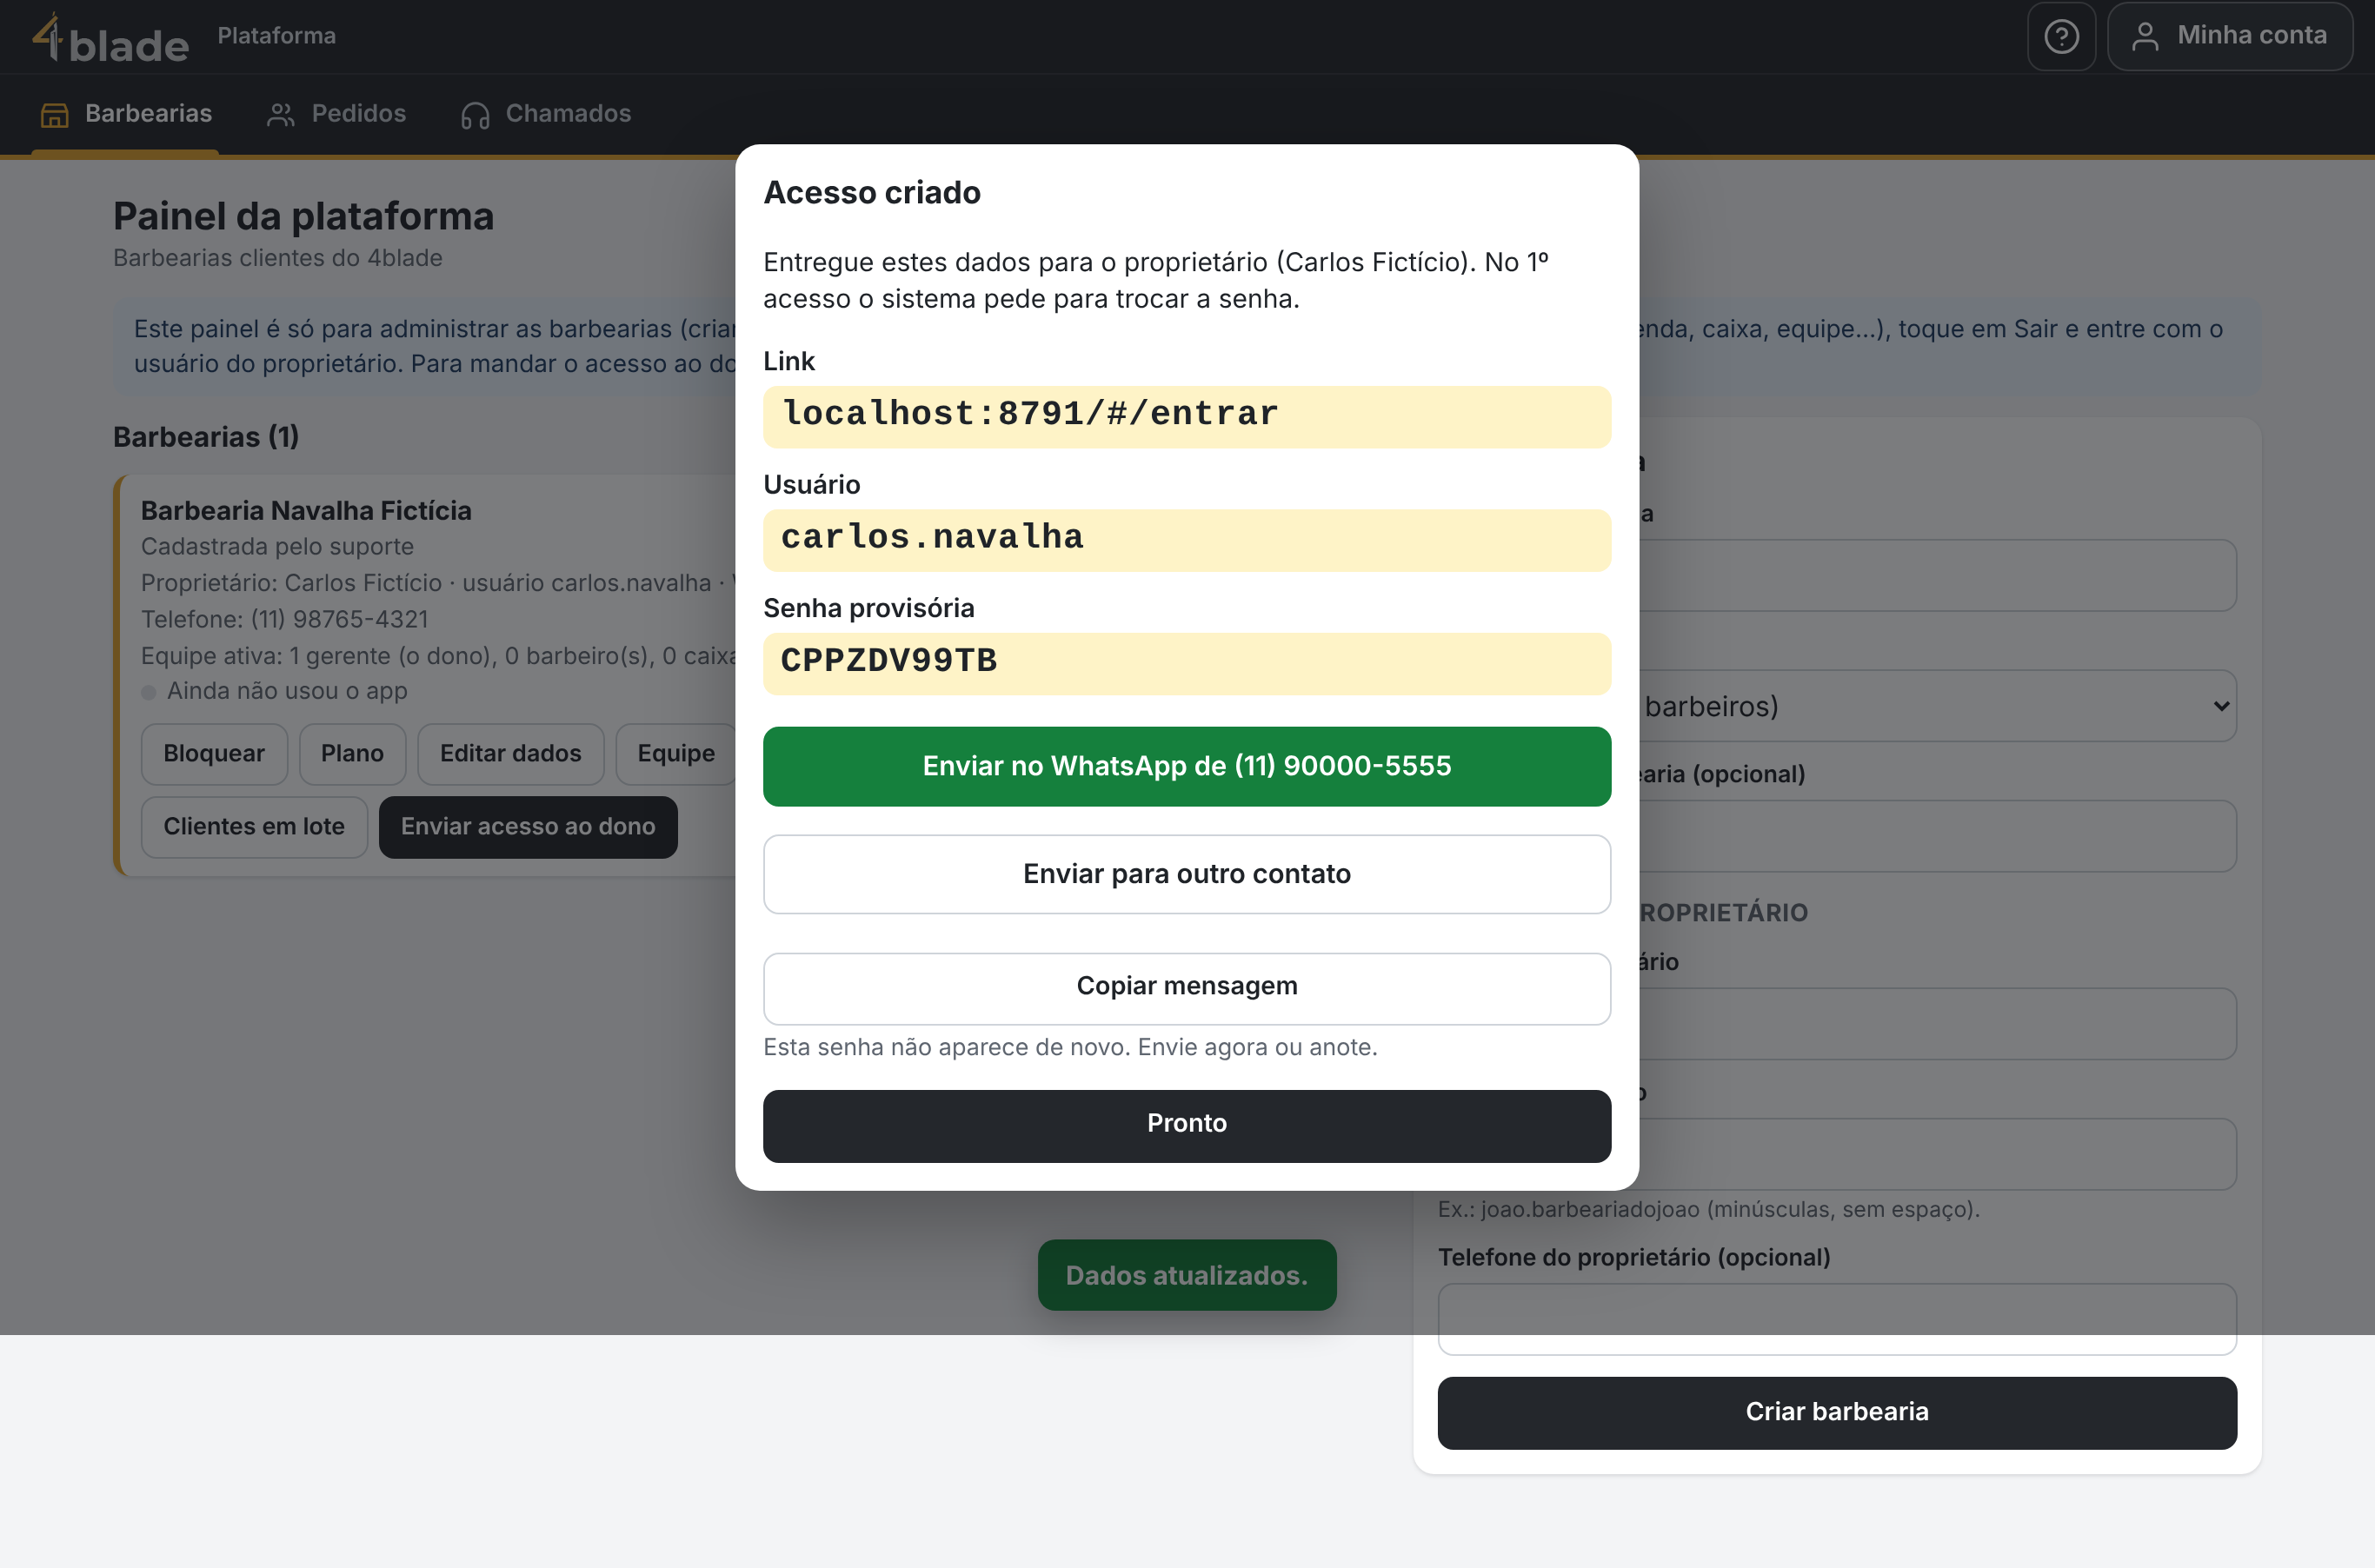 4blade Plataforma
Minha conta
Barbearias Pedidos Chamados
Painel da plataforma
Barbearias clientes do 4blade
Este painel é só para administrar as barbearias
caixa, equipe...), toque em Sair e entre com o
usuário do proprietário. Para mandar o acesso ao
Barbearias (1)
Barbearia Navalha Fictícia
Cadastrada pelo suporte
Proprietário: Carlos Fictício · usuário carlos.navalha ·
Telefone: (11) 98765-4321
Equipe ativa: 1 gerente (o dono), 0 barbeiro(s), 0
Ainda não usou o app
Bloquear Plano Editar dados Equipe
Clientes em lote Enviar acesso ao dono
Acesso criado
Entregue estes dados para o proprietário (Carlos Fictício). No 1º
acesso o sistema pede para trocar a senha.
Link
localhost:8791/#/entrar
Usuário
carlos.navalha
Senha provisória
CPPZDV99TB
Enviar no WhatsApp de (11) 90000-5555
Enviar para outro contato
Copiar mensagem
Esta senha não aparece de novo. Envie agora ou anote.
Pronto
barbeiros)
(opcional)
Ex.: joao.barbeariadojoao (minúsculas, sem espaço).
Telefone do proprietário (opcional)
Criar barbearia
Dados atualizados.